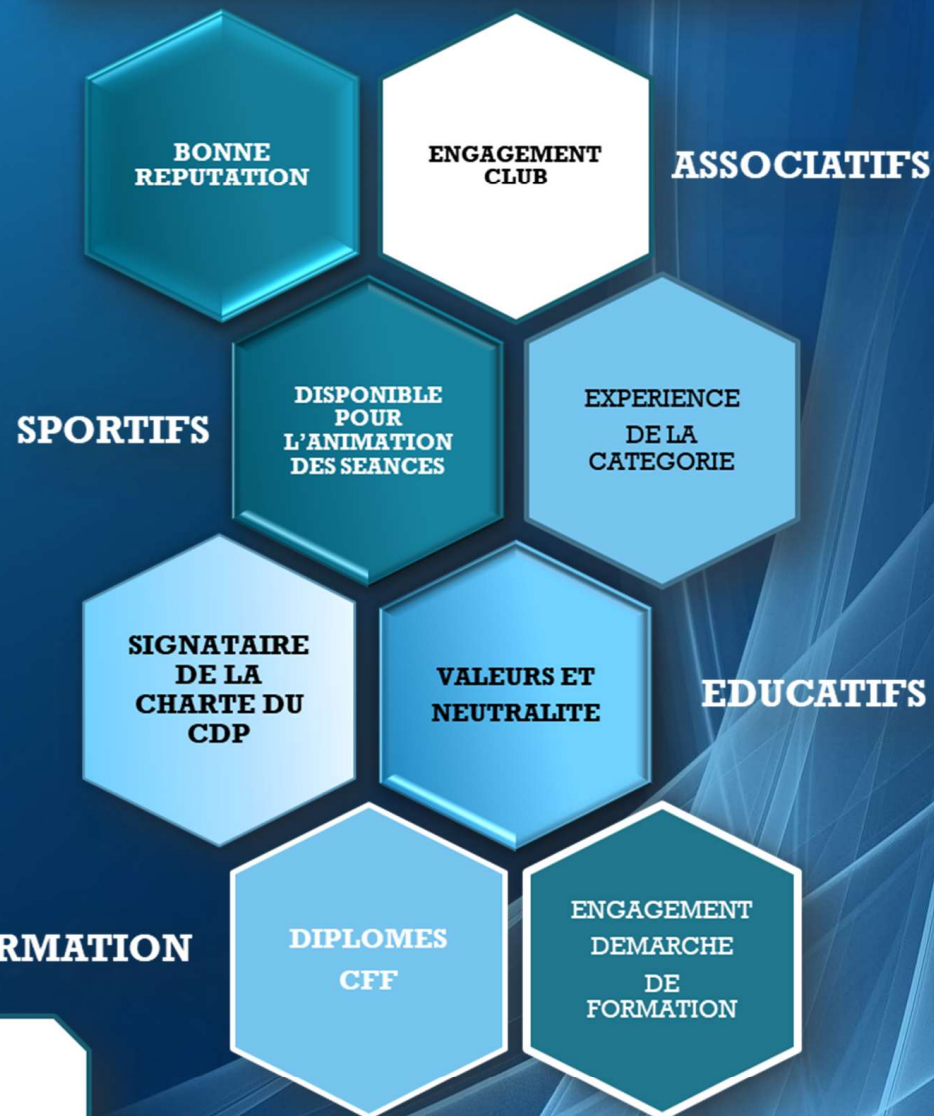 BONNE
REPUTATION
ENGAGEMENT
CLUB
ASSOCIATIFS
SPORTIFS
DISPONIBLE
POUR
L'ANIMATION
DES SEANCES
EXPERIENCE
DE LA
CATEGORIE
SIGNATAIRE
DE LA
CHARTE DU
CDP
VALEURS ET
NEUTRALITE
EDUCATIFS
RMATION
DIPLOMES
CFF
ENGAGEMENT
DEMARCHE
DE
FORMATION